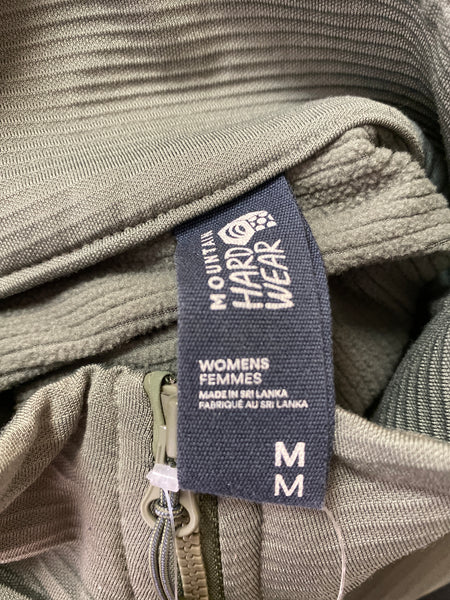 MOUNTAIN
HARD
WEAR
WOMENS
FEMMES
MADE IN SRI LANKA
FABRIQUÉ AU SRI LANKA
M
M